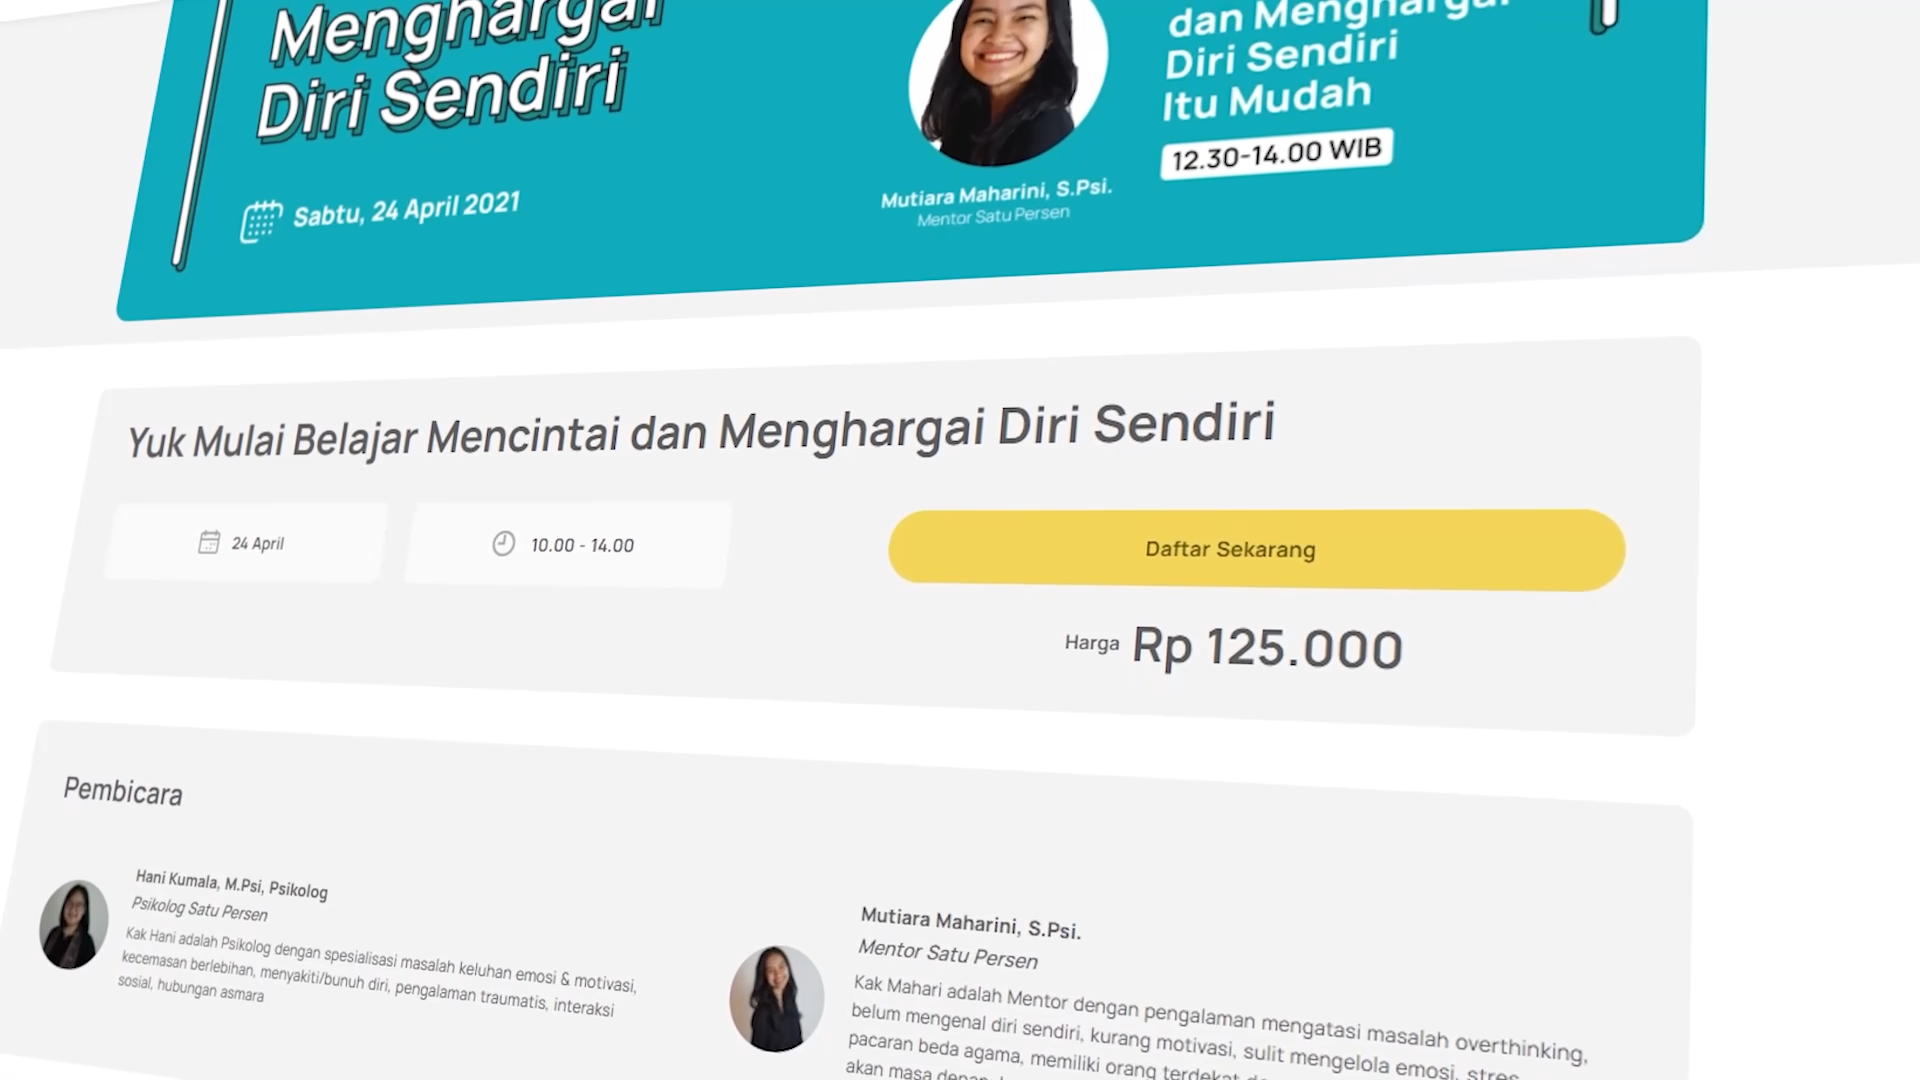 Menghargai
Diri Sendiri
Sabtu, 24 April 2021
Mutiara Maharini, S.Psi.
Mentor Satu Persen
dan Menghargai
Diri Sendiri
Itu Mudah
12.30-14.00 WIB
Yuk Mulai Belajar Mencintai dan Menghargai Diri Sendiri
24 April
10.00 - 14.00
Daftar Sekarang
Harga Rp 125.000
Pembicara
Hani Kumala, M.Psi, Psikolog
Psikolog Satu Persen
Kak Hani adalah Psikolog dengan spesialisasi masalah keluhan emosi & motivasi,
kecemasan berlebihan, menyakiti/bunuh diri, pengalaman traumatis, interaksi
sosial, hubungan asmara
Mutiara Maharini, S.Psi.
Mentor Satu Persen
Kak Mahari adalah Mentor dengan pengalaman mengatasi masalah overthinking,
belum mengenal diri sendiri, kurang motivasi, sulit mengelola emosi, stres
pacaran beda agama, memiliki orang terdekat
akan masa depan